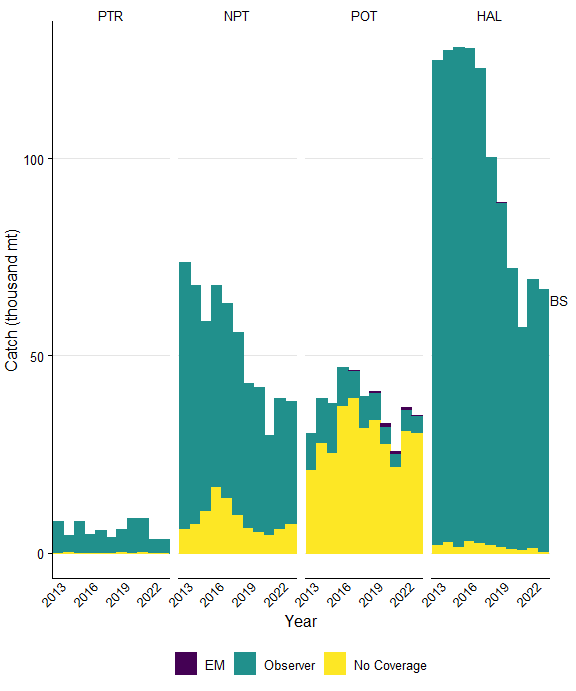 PTR NPT POT HAL
100
50
0
Catch (thousand mt)
BS
2013 2016 2019 2022 2013 2016 2019 2022 2013 2016 2019 2022 2013 2016 2019 2022
Year
EM Observer No Coverage